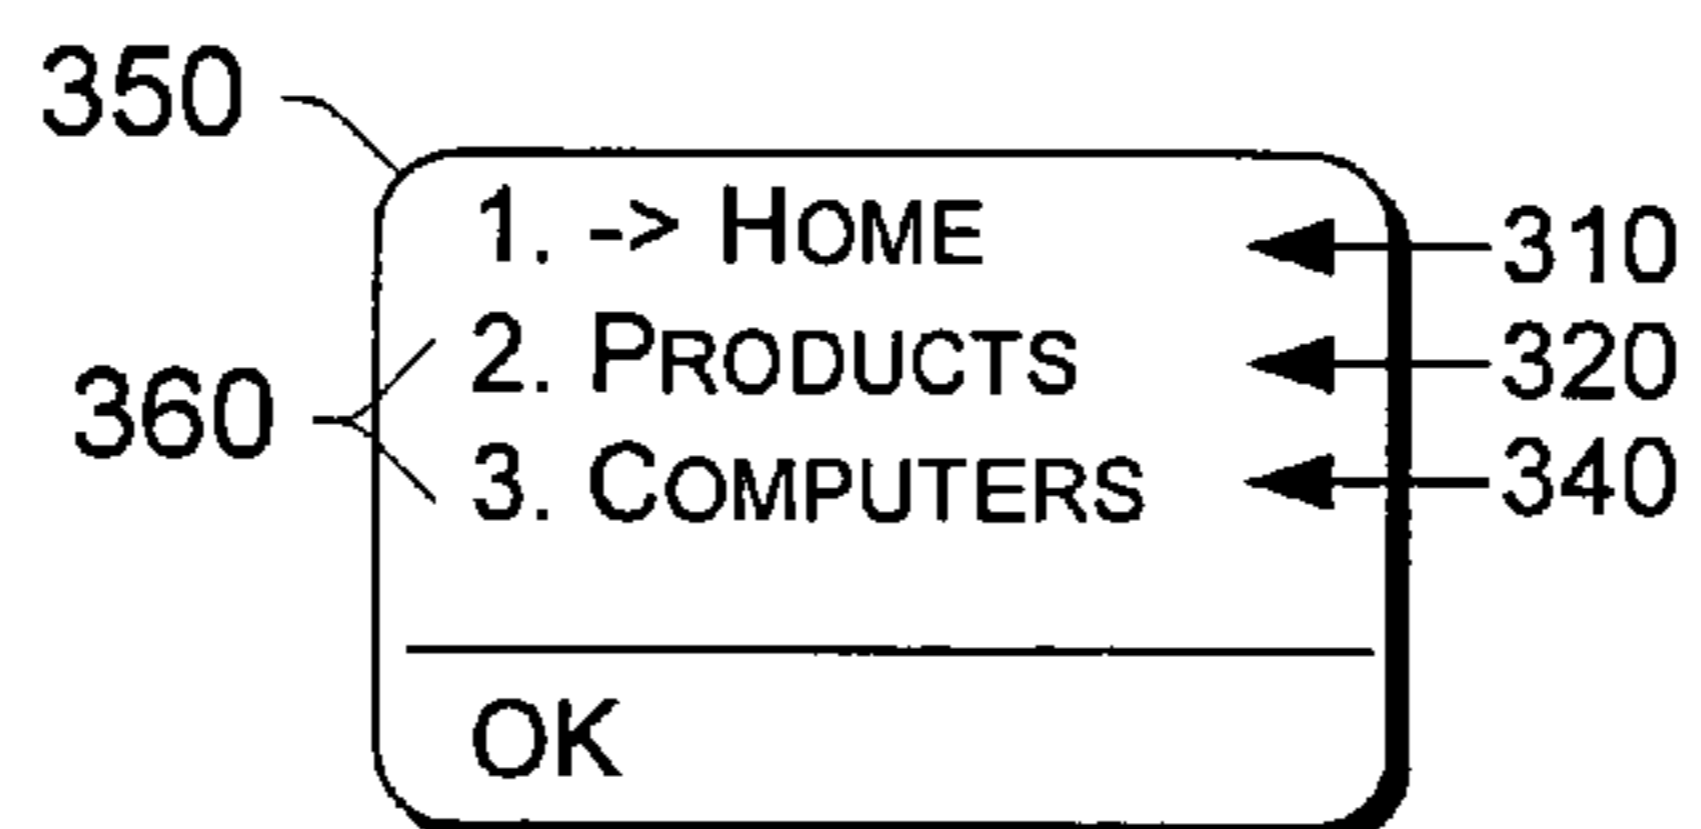 350
1. -> HOME 310
2. PRODUCTS 320
360
3. COMPUTERS 340
OK